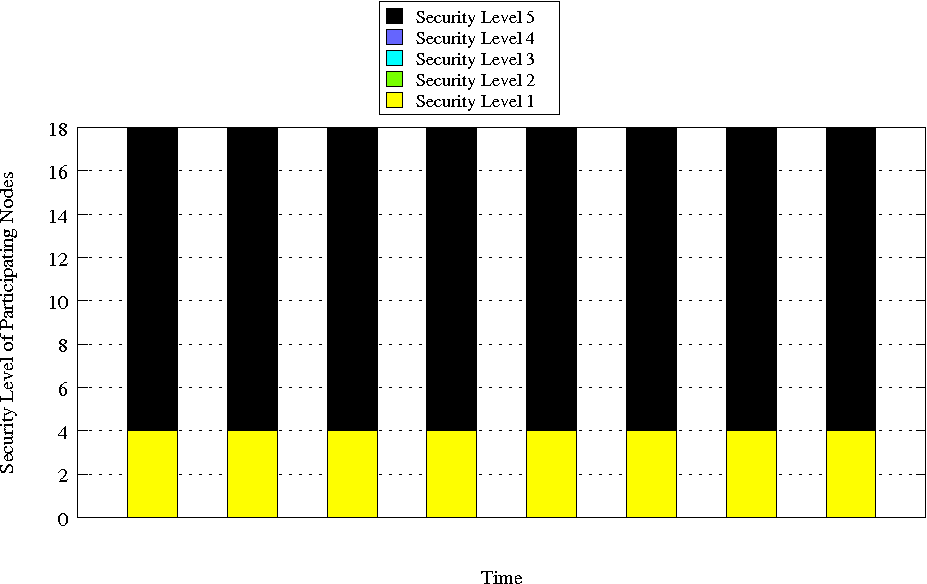 Security Level 5
Security Level 4
Security Level 3
Security Level 2
Security Level 1
18
16
14
12
10
8
6
4
2
0
Security Level of Participating Nodes
Time